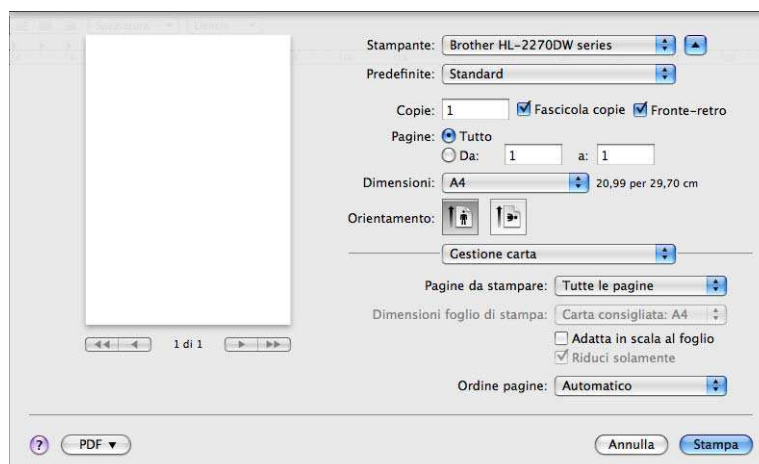 Stampante: Brother HL-2270DW series
Predefinite: Standard
Copie: 1 Fascicola copie Fronte-retro
Pagine: Tutto
Da: 1 a: 1
Dimensioni: A4 20,99 per 29,70 cm
Orientamento:
Gestione carta
Pagine da stampare: Tutte le pagine
Dimensioni foglio di stampa: Carta consigliata: A4
Adatta in scala al foglio
1 di 1
Riduci solamente
Ordine pagine: Automatico
? PDF Annulla Stampa